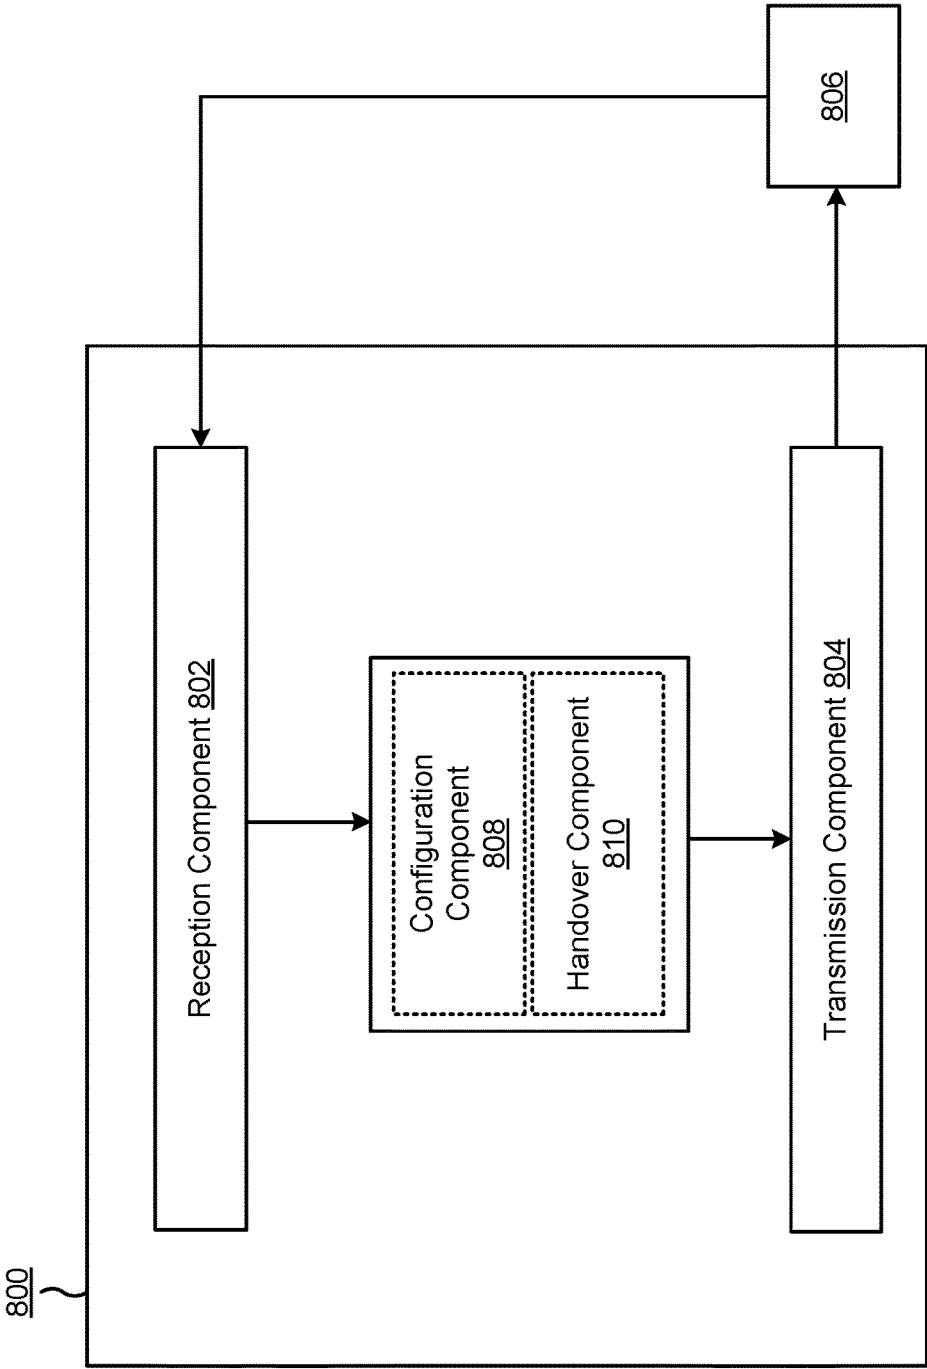 800
Reception Component 802
Configuration
Component
808
Handover Component
810
Transmission Component 804
806